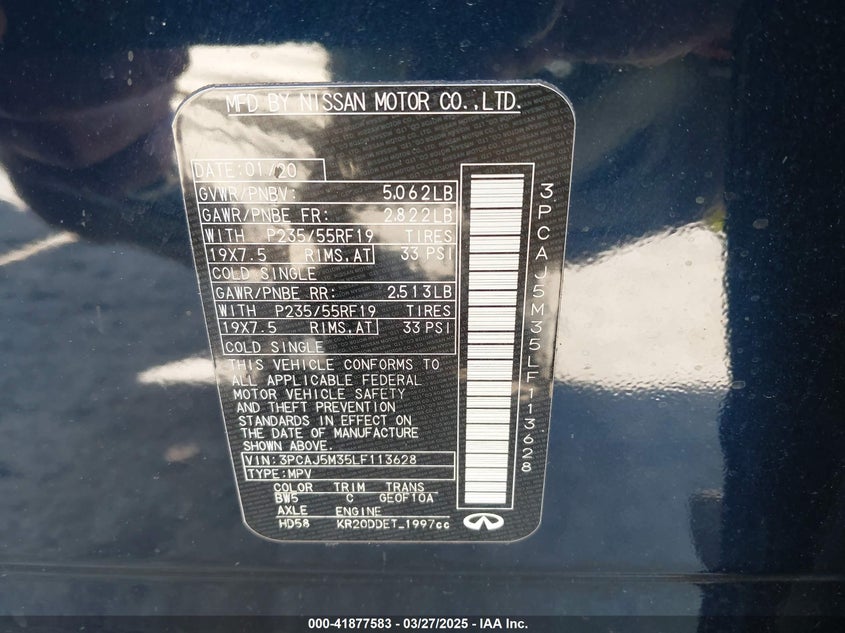 MFD BY NISSAN MOTOR CO.,LTD.
DATE:01/20
GVWR/PNBV: 5.062LB
GAWR/PNBE FR: 2.822LB
WITH P235/55RF19 TIRES
19X7.5 RIMS.AT 33 PSI
COLD SINGLE
GAWR/PNBE RR: 2.513LB
WITH P235/55RF19 TIRES
19X7.5 RIMS.AT 33 PSI
COLD SINGLE
THIS VEHICLE CONFORMS TO
ALL APPLICABLE FEDERAL
MOTOR VEHICLE SAFETY
AND THEFT PREVENTION
STANDARDS IN EFFECT ON
THE DATE OF MANUFACTURE
SHOWN ABOVE.
VIN:3PCAJ5M35LF113628
TYPE:MPV
COLOR TRIM TRANS
BW5 C GE0F10A
AXLE ENGINE
HD58 KR20DDET_1997cc
3PCAJ5M35LF113628
000-41877583 - 03/27/2025 - IAA Inc.